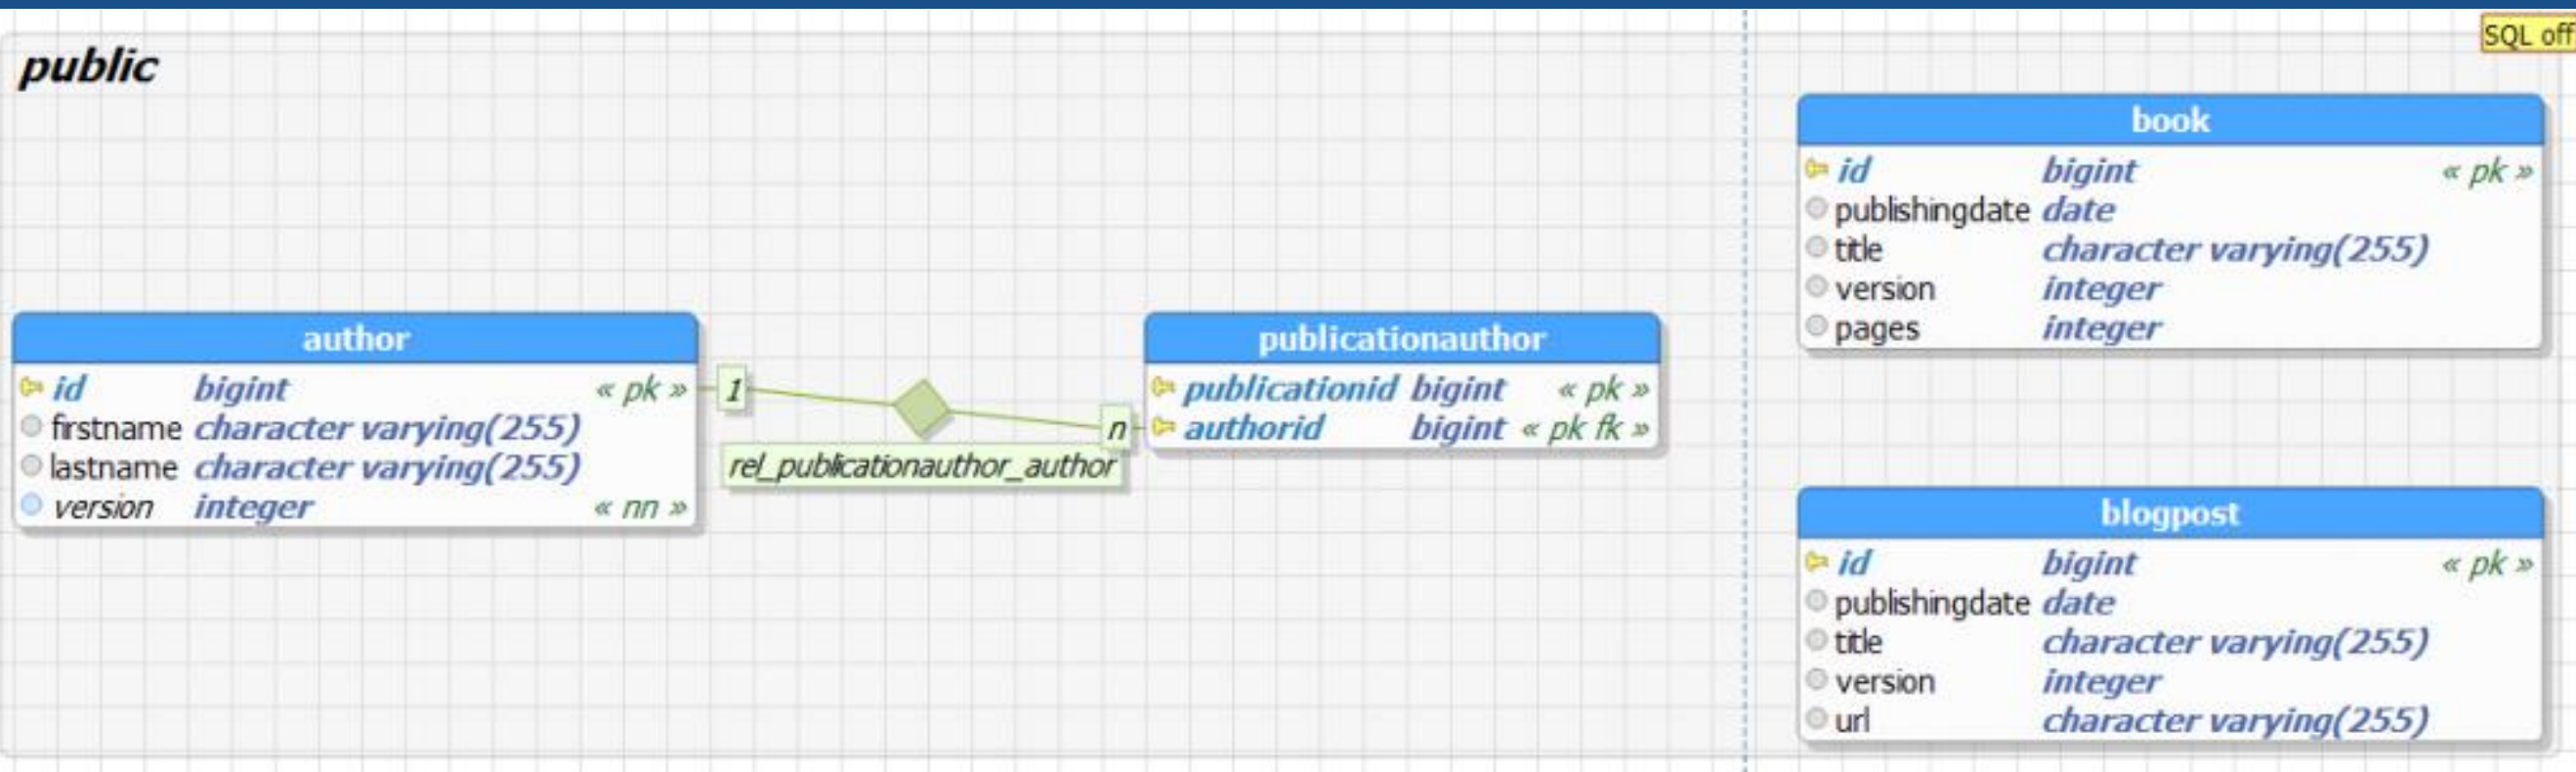 SQL off
public
book
id bigint « pk »
publishingdate date
title character varying(255)
version integer
pages integer
author
id bigint « pk »
firstname character varying(255)
lastname character varying(255)
version integer « nn »
1
n
rel_publicationauthor_author
publicationauthor
publicationid bigint « pk »
authorid bigint « pk fk »
blogpost
id bigint « pk »
publishingdate date
title character varying(255)
version integer
url character varying(255)